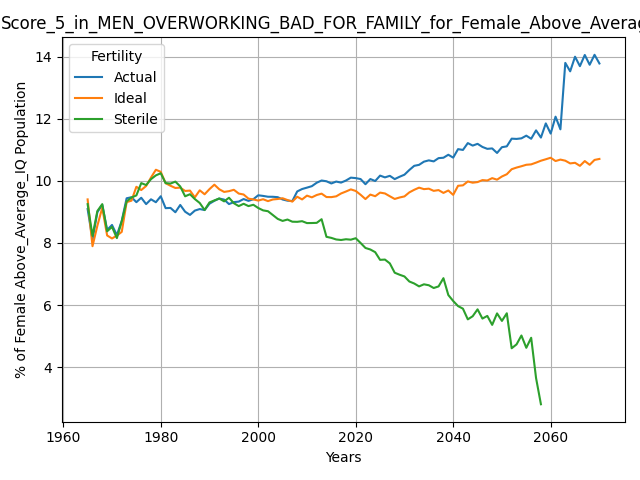 Score_5_in_MEN_OVERWORKING_BAD_FOR_FAMILY_for_Female_Above_Avera
Fertility
Actual
Ideal
Sterile
% of Female Above_Average_IQ Population
14
12
10
8
6
4
1960
1980
2000
2020
2040
2060
Years